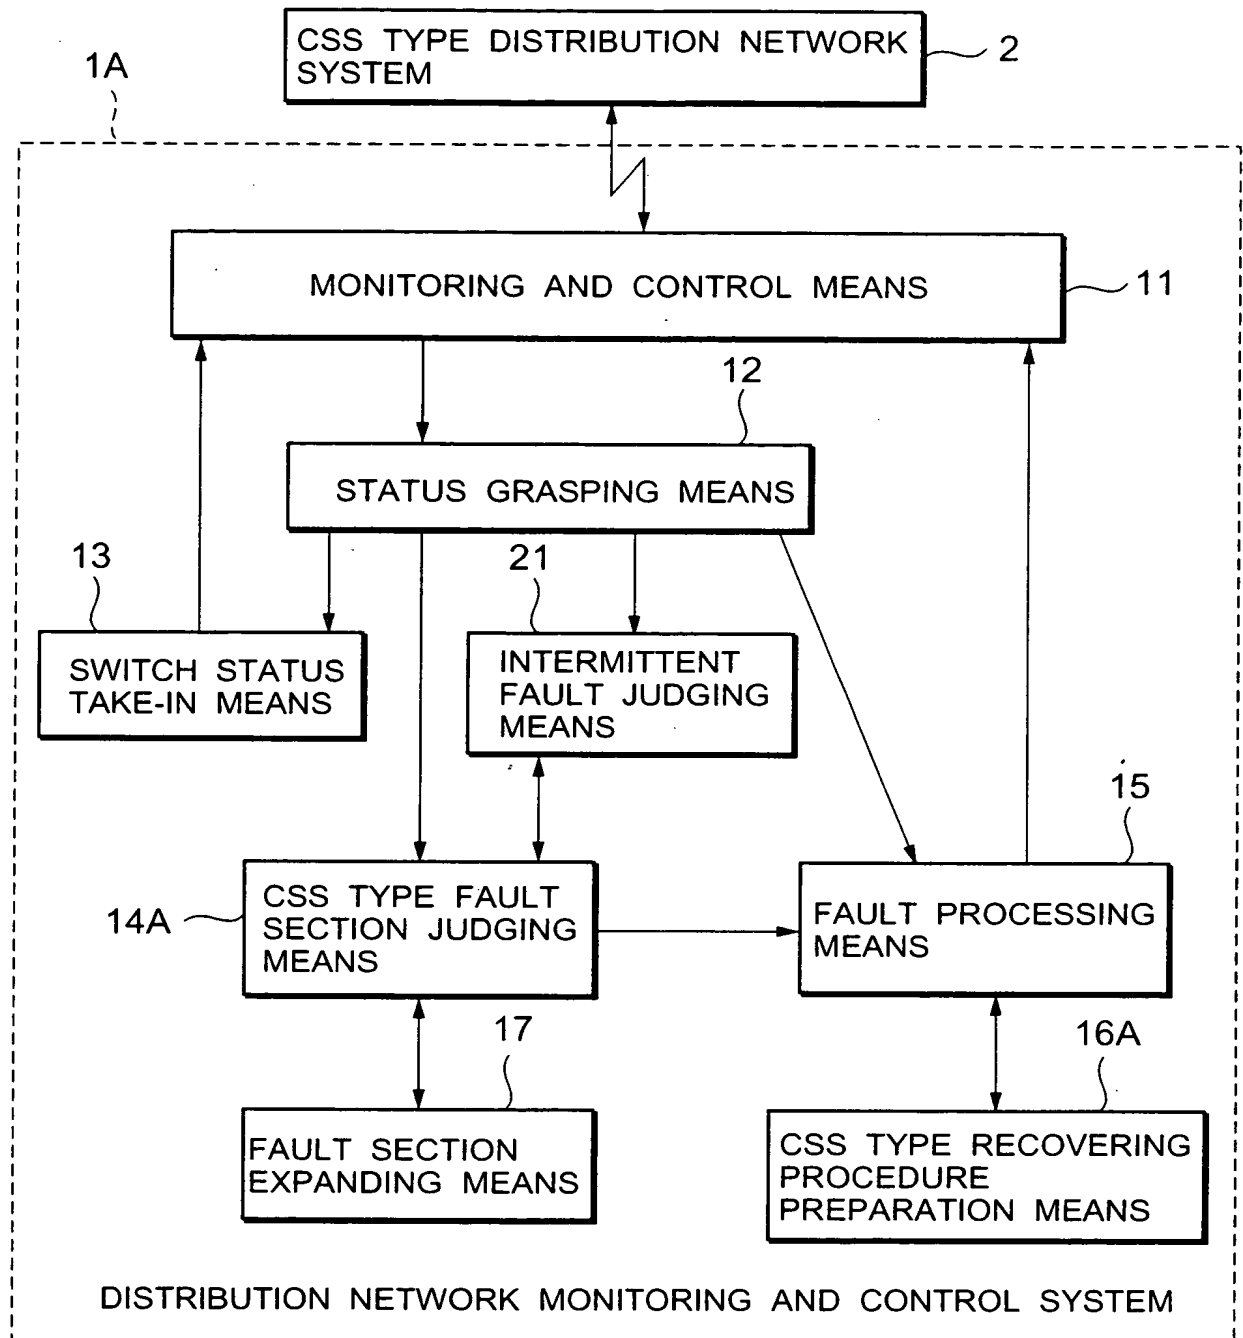 CSS TYPE DISTRIBUTION NETWORK
SYSTEM
2
1A
MONITORING AND CONTROL MEANS
11
12
STATUS GRASPING MEANS
13
21
SWITCH STATUS
TAKE-IN MEANS
INTERMITTENT
FAULT JUDGING
MEANS
15
14A
CSS TYPE FAULT
SECTION JUDGING
MEANS
FAULT PROCESSING
MEANS
17
16A
FAULT SECTION
EXPANDING MEANS
CSS TYPE RECOVERING
PROCEDURE
PREPARATION MEANS
DISTRIBUTION NETWORK MONITORING AND CONTROL SYSTEM